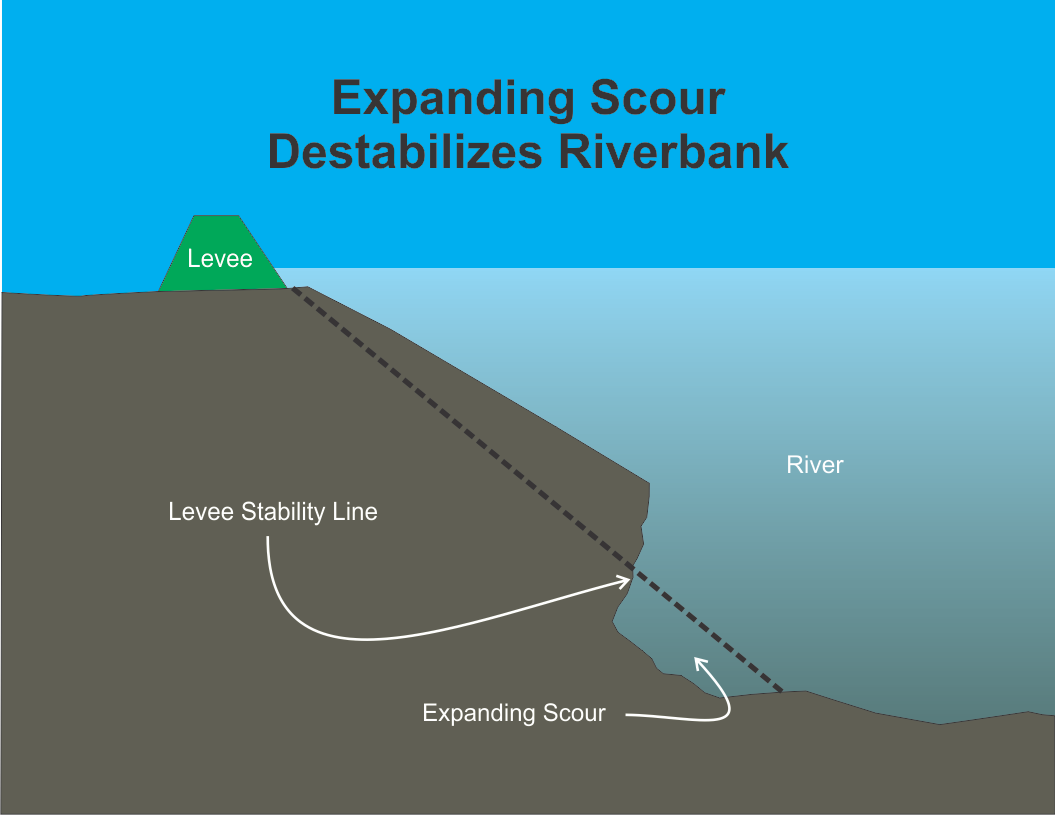 Expanding Scour
Destabilizes Riverbank
Levee
River
Levee Stability Line
Expanding Scour